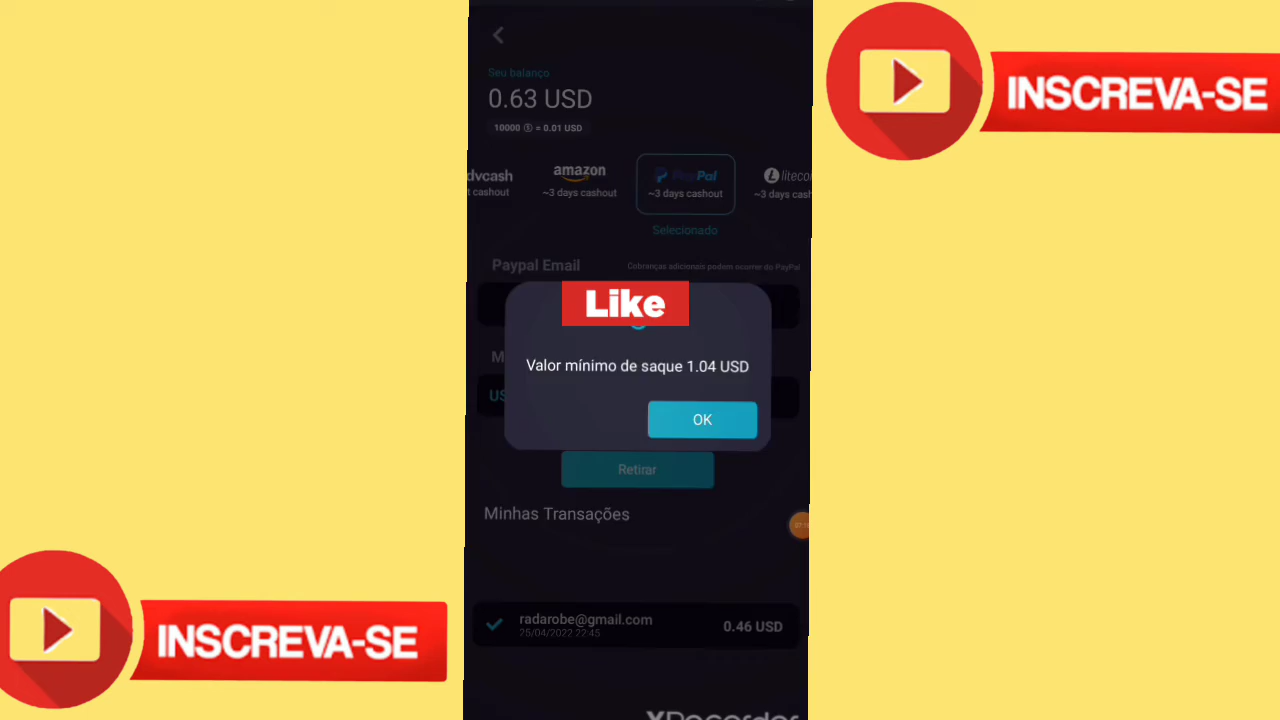 Seu balanço
0.63 USD
10000 = 0.01 USD
dvcash
t cashout
amazon
~3 days cashout
PayPal
~3 days cashout
Selecionado
litecoi
~3 days cash
Paypal Email
Cobranças adicionais podem ocorrer do PayPal
Like
M
Valor mínimo de saque 1.04 USD
US
OK
Retirar
Minhas Transações
radarobe@gmail.com
25/04/2022 22:45
0.46 USD
XRecorder
INSCREVA-SE
INSCREVA-SE